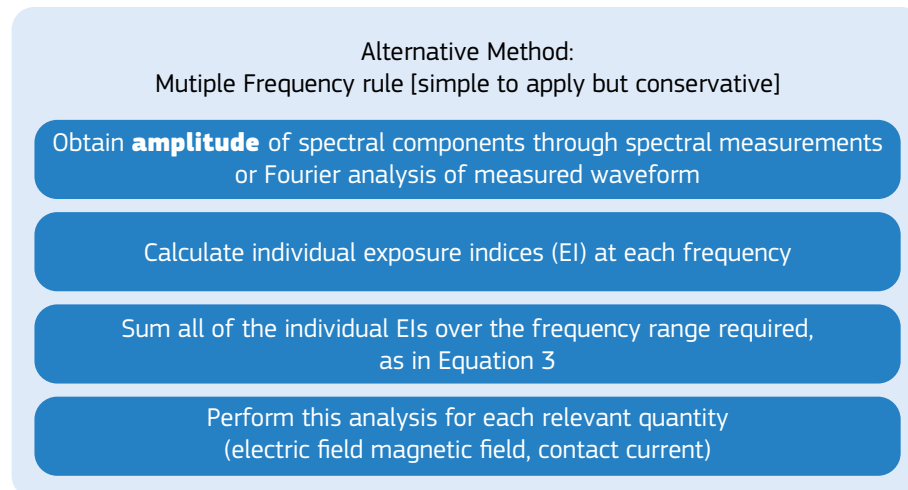 Alternative Method:
Mutiple Frequency rule [simple to apply but conservative]
Obtain amplitude of spectral components through spectral measurements
or Fourier analysis of measured waveform
Calculate individual exposure indices (EI) at each frequency
Sum all of the individual EIs over the frequency range required,
as in Equation 3
Perform this analysis for each relevant quantity
(electric field magnetic field, contact current)